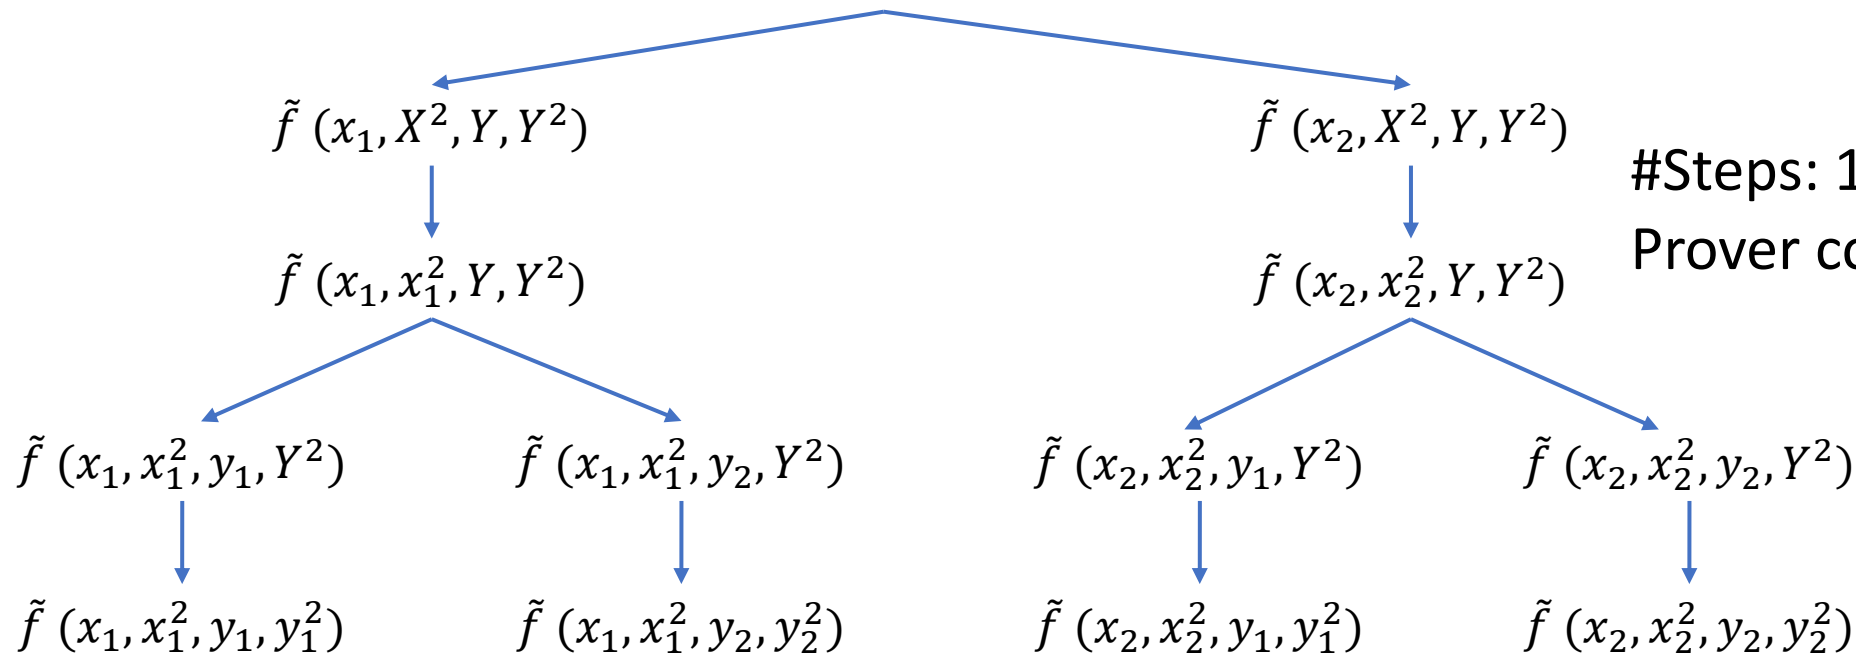 f̃ (x₁, X², Y, Y²) f̃ (x₂, X², Y, Y²)
#Steps: 1
Prover
f̃ (x₁, x₁², Y, Y²) f̃ (x₂, x₂², Y, Y²)
f̃ (x₁, x₁², y₁, Y²) f̃ (x₁, x₁², y₂, Y²) f̃ (x₂, x₂², y₁, Y²) f̃ (x₂, x₂², y₂, Y²)
f̃ (x₁, x₁², y₁, y₁²) f̃ (x₁, x₁², y₂, y₂²) f̃ (x₂, x₂², y₁, y₁²) f̃ (x₂, x₂², y₂, y₂²)